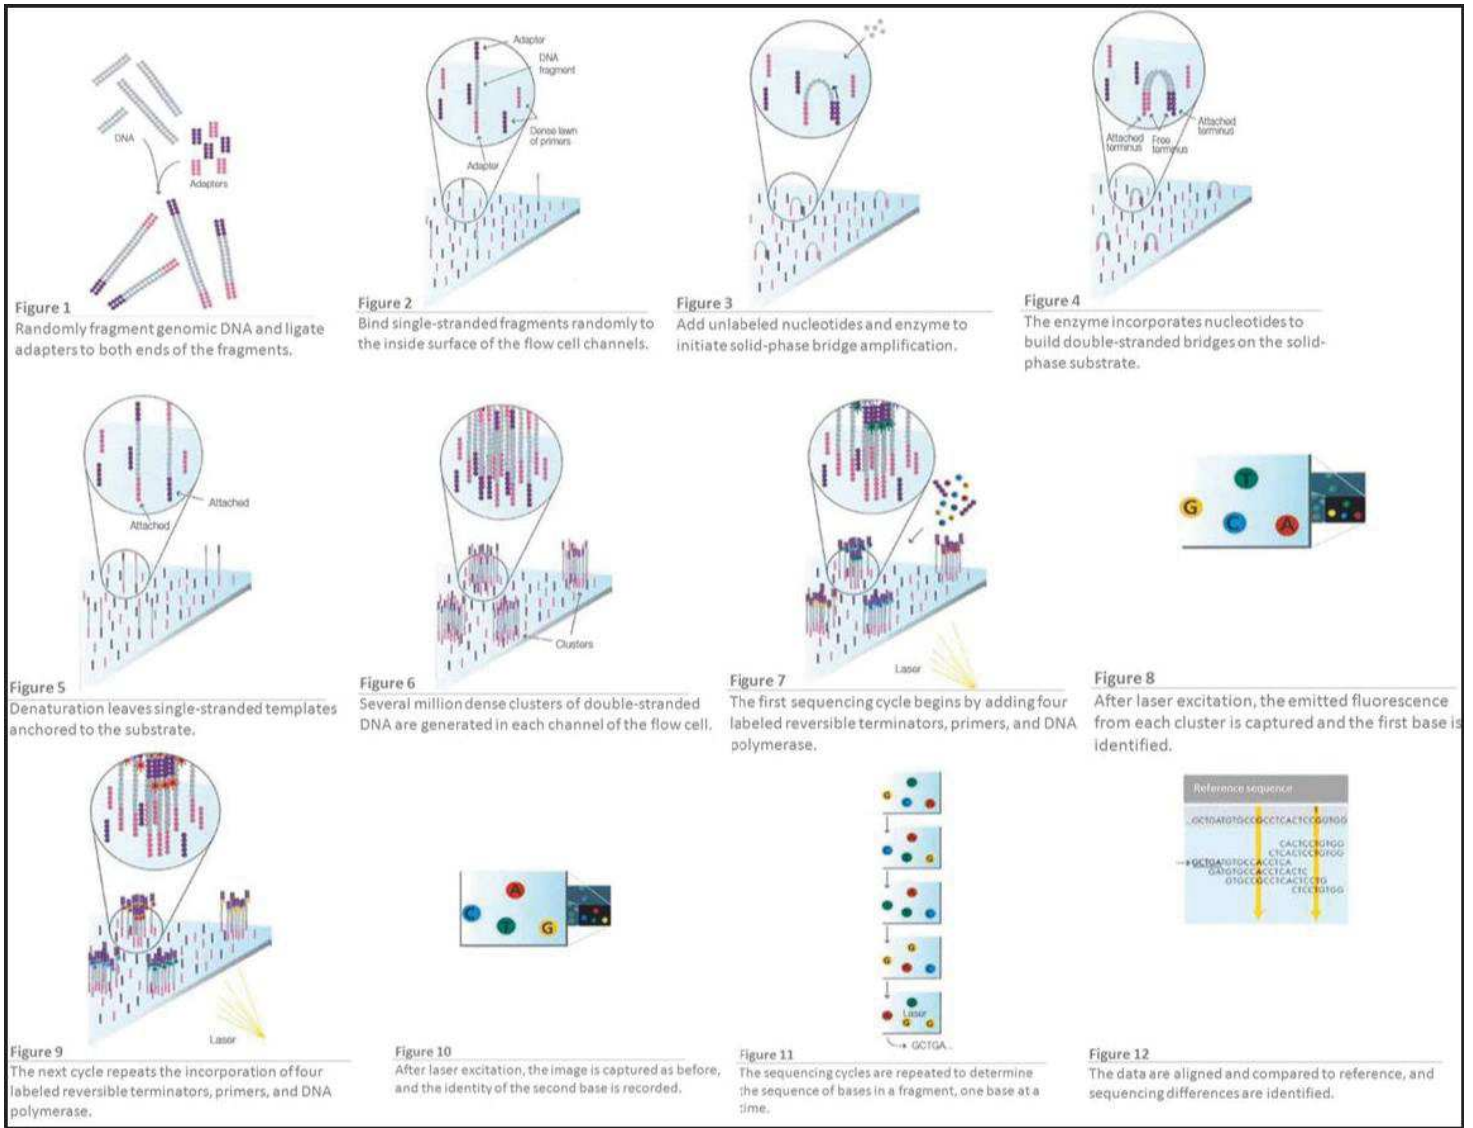 DNA
Adapters
Figure 1
Randomly fragment genomic DNA and ligate
adapters to both ends of the fragments.
Adapter
DNA
fragment
Dense lawn
of primers
Adapter
Figure 2
Bind single-stranded fragments randomly to
the inside surface of the flow cell channels.
Figure 3
Add unlabeled nucleotides and enzyme to
initiate solid-phase bridge amplification.
Attached
terminus
Free
terminus
Attached
terminus
Figure 4
The enzyme incorporates nucleotides to
build double-stranded bridges on the solid-
phase substrate.
Attached
Attached
Figure 5
Denaturation leaves single-stranded templates
anchored to the substrate.
Clusters
Figure 6
Several million dense clusters of double-stranded
DNA are generated in each channel of the flow cell.
Laser
Figure 7
The first sequencing cycle begins by adding four
labeled reversible terminators, primers, and DNA
polymerase.
T
G
C
A
Figure 8
After laser excitation, the emitted fluorescence
from each cluster is captured and the first base is
identified.
Laser
Figure 9
The next cycle repeats the incorporation of four
labeled reversible terminators, primers, and DNA
polymerase.
A
C
T
G
Figure 10
After laser excitation, the image is captured as before,
and the identity of the second base is recorded.
Laser
GCTGA...
Figure 11
The sequencing cycles are repeated to determine
the sequence of bases in a fragment, one base at a
time.
Reference sequence
...GCTGATGTGCCGCCTCACTCCGGTGG
CACTCCTGTGG
CTCACTCCTGTGG
GCTGATGTGCCACCTCA
GATGTGCCACCTCACTC
GTGCCGCCTCACTCCTG
CTCCTGTGG
Figure 12
The data are aligned and compared to reference, and
sequencing differences are identified.